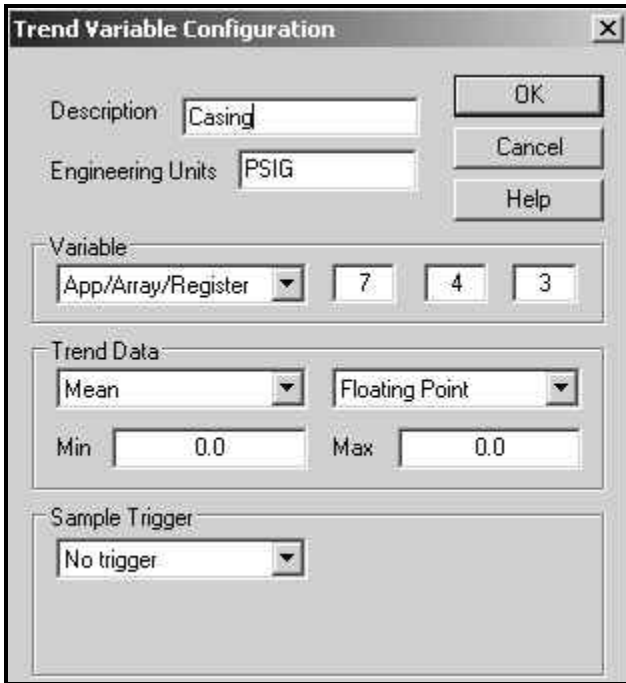 Trend Variable Configuration
Description Casing
OK
Engineering Units PSIG
Cancel
Help
Variable
App/Array/Register 7 4 3
Trend Data
Mean Floating Point
Min 0.0 Max 0.0
Sample Trigger
No trigger